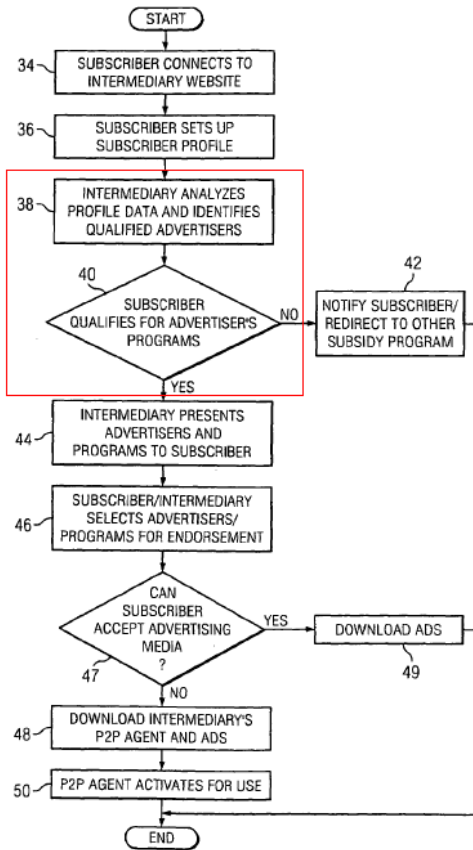 START
34
SUBSCRIBER CONNECTS TO
INTERMEDIARY WEBSITE
36
SUBSCRIBER SETS UP
SUBSCRIBER PROFILE
38
INTERMEDIARY ANALYZES
PROFILE DATA AND IDENTIFIES
QUALIFIED ADVERTISERS
40
SUBSCRIBER
QUALIFIES FOR ADVERTISER'S
PROGRAMS
NO
42
NOTIFY SUBSCRIBER/
REDIRECT TO OTHER
SUBSIDY PROGRAM
YES
44
INTERMEDIARY PRESENTS
ADVERTISERS AND
PROGRAMS TO SUBSCRIBER
46
SUBSCRIBER/INTERMEDIARY
SELECTS ADVERTISERS/
PROGRAMS FOR ENDORSEMENT
CAN
SUBSCRIBER
ACCEPT ADVERTISING
MEDIA
?
47
YES
DOWNLOAD ADS
49
NO
48
DOWNLOAD INTERMEDIARY'S
P2P AGENT AND ADS
50
P2P AGENT ACTIVATES FOR USE
END